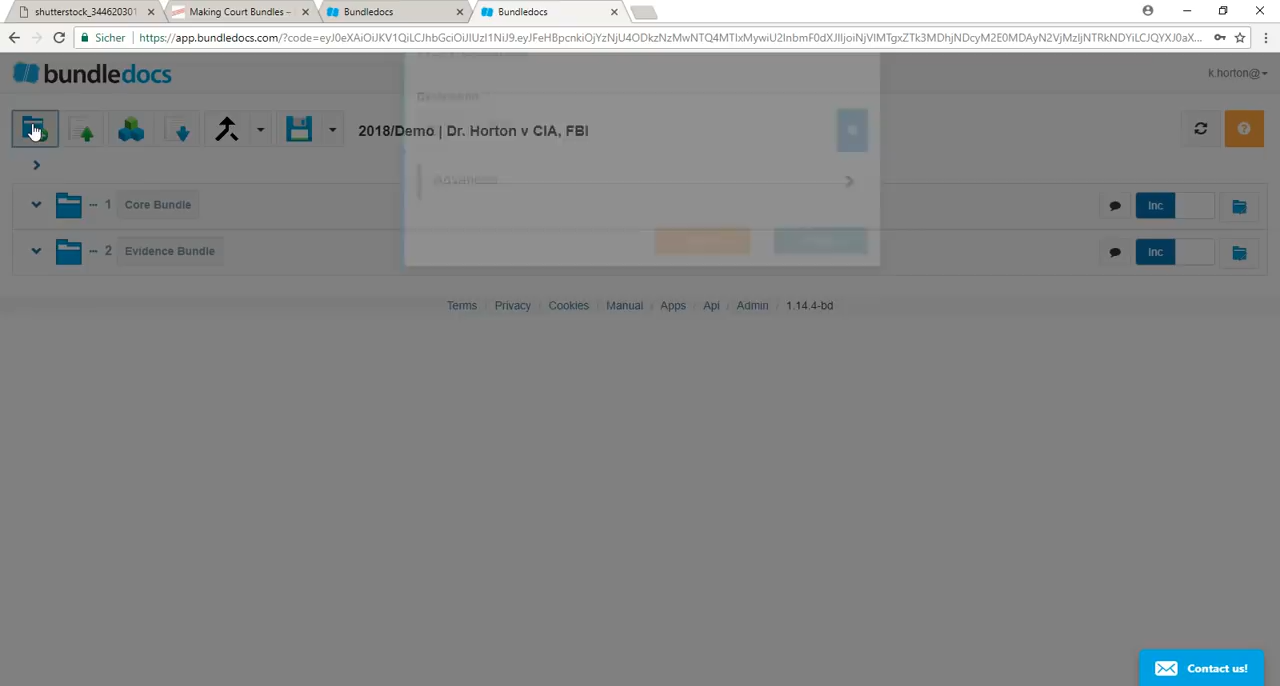 shutterstock_344620301
Making Court Bundles –
Bundledocs
Bundledocs
Sicher
https://app.bundledocs.com/?code=eyJ0eXAiOiJKV1QiLCJhbGciOiJIUzI1NiJ9.eyJFeHBpcnkiOjYzNjU4ODkzNzMwNTQ4MTIxMywiU2lnbmF0dXJlIjoiNjVlMTgxZTk3MDhjNDcyM2E0MDAyN2VjMzljNTRkNDYiLCJQYXJ0aX...
bundledocs
k.horton@
2018/Demo | Dr. Horton v CIA, FBI
Advanced
1 Core Bundle
Inc
2 Evidence Bundle
Inc
Terms / Privacy / Cookies / Manual / Apps / Api / Admin / 1.14.4-bd
Contact us!